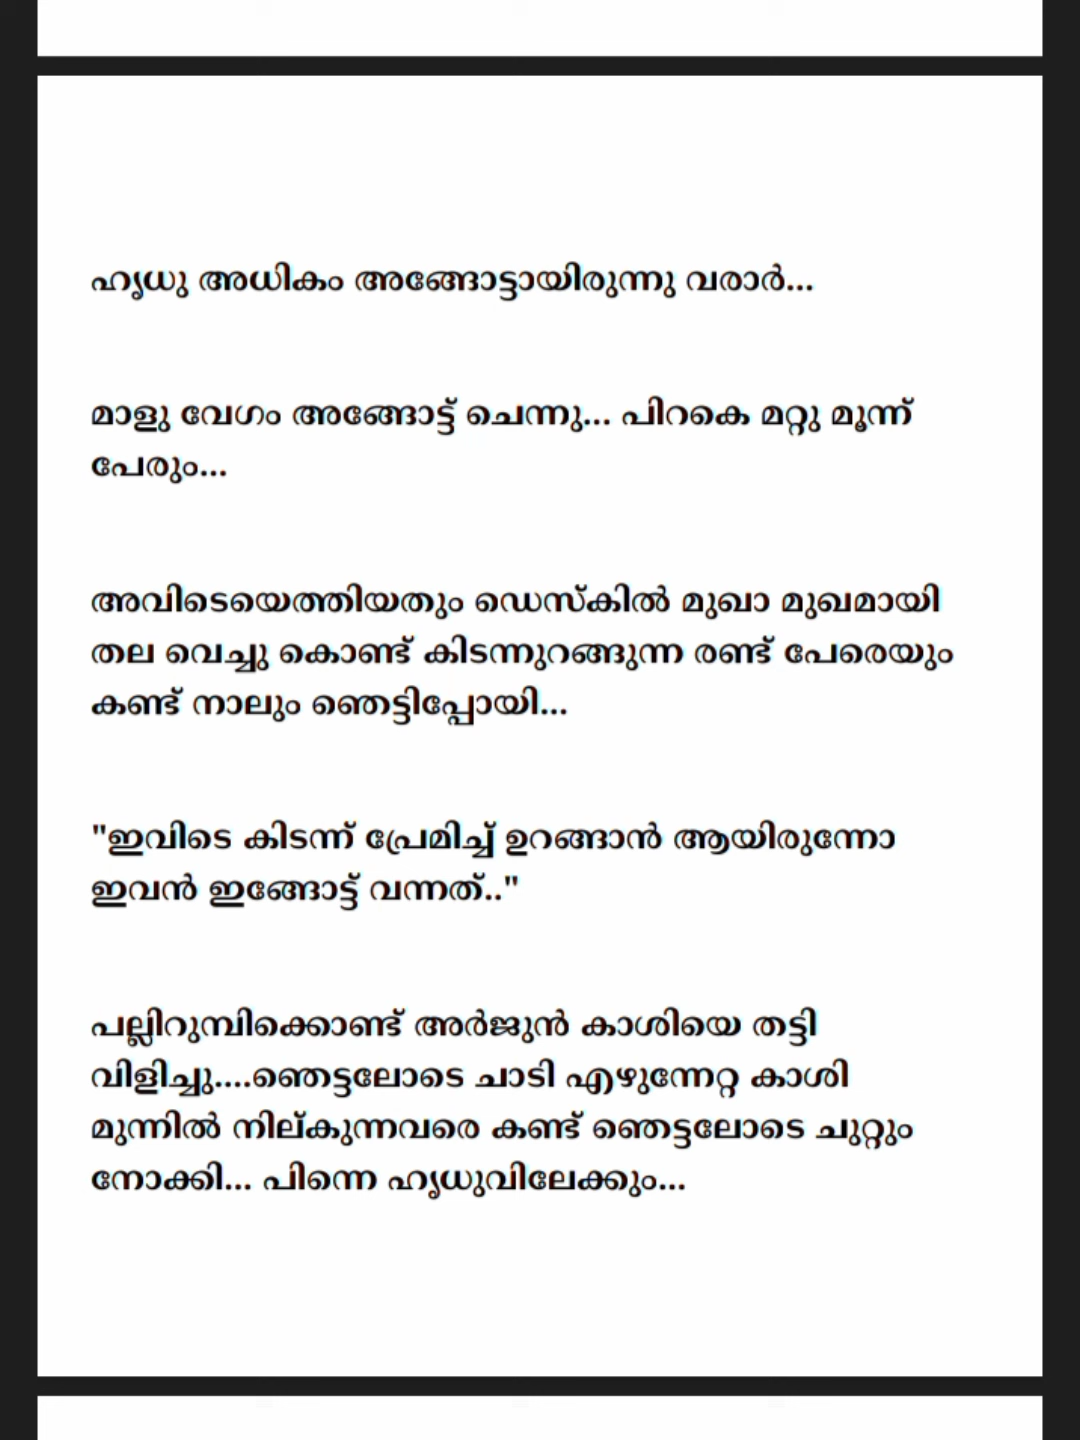 ഹൃധു അധികം അങ്ങോട്ടായിരുന്നു വരാർ...
മാളു വേഗം അങ്ങോട്ട് ചെന്നു... പിറകെ മറ്റു മൂന്ന്
പേരും...
അവിടെയെത്തിയതും ഡെസ്കിൽ മുഖാ മുഖമായി
തല വെച്ചു കൊണ്ട് കിടന്നുറങ്ങുന്ന രണ്ട് പേരെയും
കണ്ട് നാലും ഞെട്ടിപ്പോയി...
"ഇവിടെ കിടന്ന് പ്രേമിച്ച് ഉറങ്ങാൻ ആയിരുന്നോ
ഇവൻ ഇങ്ങോട്ട് വന്നത്.."
പല്ലിറുമ്പിക്കൊണ്ട് അർജുൻ കാശിയെ തട്ടി
വിളിച്ചു....ഞെട്ടലോടെ ചാടി എഴുന്നേറ്റ കാശി
മുന്നിൽ നില്കുന്നവരെ കണ്ട് ഞെട്ടലോടെ ചുറ്റും
നോക്കി... പിന്നെ ഹൃധുവിലേക്കും...